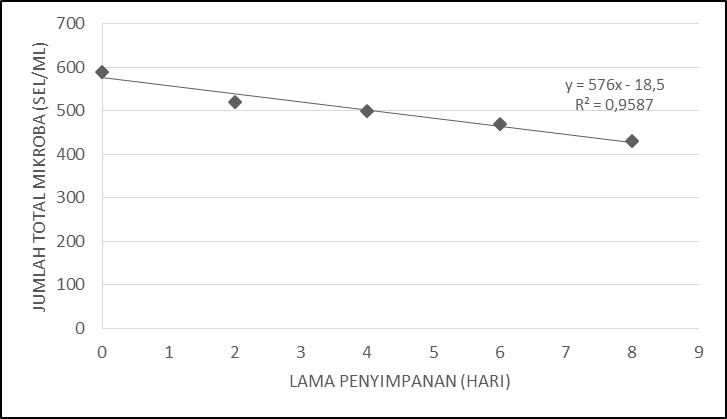 700
600
500
400
300
200
100
0
JUMLAH TOTAL MIKROBA (SEL/ML)
y = 576x - 18,5
R² = 0,9587
0 1 2 3 4 5 6 7 8 9
LAMA PENYIMPANAN (HARI)